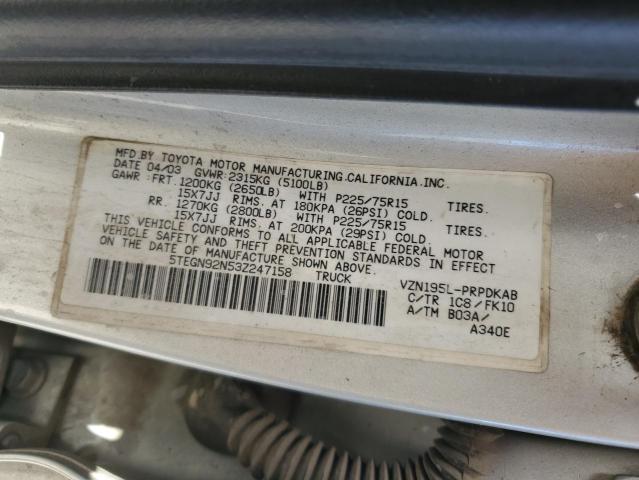 MFD.BY TOYOTA MOTOR MANUFACTURING.CALIFORNIA.INC.
DATE 04/03 GVWR:2315KG (5100LB)
GAWR: FRT.1200KG (2650LB) WITH P225/75R15 TIRES.
15X7JJ RIMS. AT 180KPA (26PSI) COLD.
RR. 1270KG (2800LB) WITH P225/75R15 TIRES.
15X7JJ RIMS. AT 200KPA (29PSI) COLD.
THIS VEHICLE CONFORMS TO ALL APPLICABLE FEDERAL MOTOR
VEHICLE SAFETY AND THEFT PREVENTION STANDARDS IN EFFECT
ON THE DATE OF MANUFACTURE SHOWN ABOVE.
5TEGN92N53Z247158 TRUCK
VZN195L-PRPDKAB
C/TR 1C8/FK10
A/TM B03A/
A340E